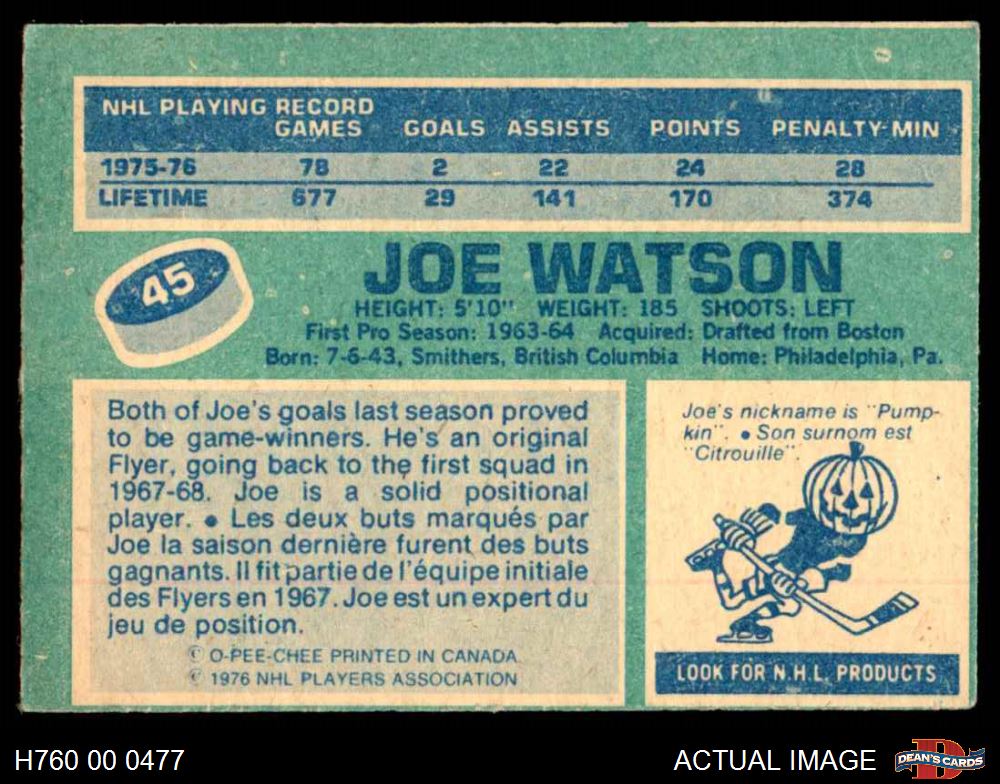 NHL PLAYING RECORD
GAMES GOALS ASSISTS POINTS PENALTY-MIN
1975-76 78 2 22 24 28
LIFETIME 677 29 141 170 374
45
JOE WATSON
HEIGHT: 5'10" WEIGHT: 185 SHOOTS: LEFT
First Pro Season: 1963-64 Acquired: Drafted from Boston
Born: 7-6-43, Smithers, British Columbia Home: Philadelphia, Pa.
Both of Joe's goals last season proved
to be game-winners. He's an original
Flyer, going back to the first squad in
1967-68. Joe is a solid positional
player. • Les deux buts marqués par
Joe la saison dernière furent des buts
gagnants. Il fit partie de l'équipe initiale
des Flyers en 1967. Joe est un expert du
jeu de position.
© O-PEE-CHEE PRINTED IN CANADA
© 1976 NHL PLAYERS ASSOCIATION
Joe's nickname is "Pump-
kin". • Son surnom est
"Citrouille".
LOOK FOR N.H.L. PRODUCTS
H760 00 0477
ACTUAL IMAGE
D
DEAN'S CARDS